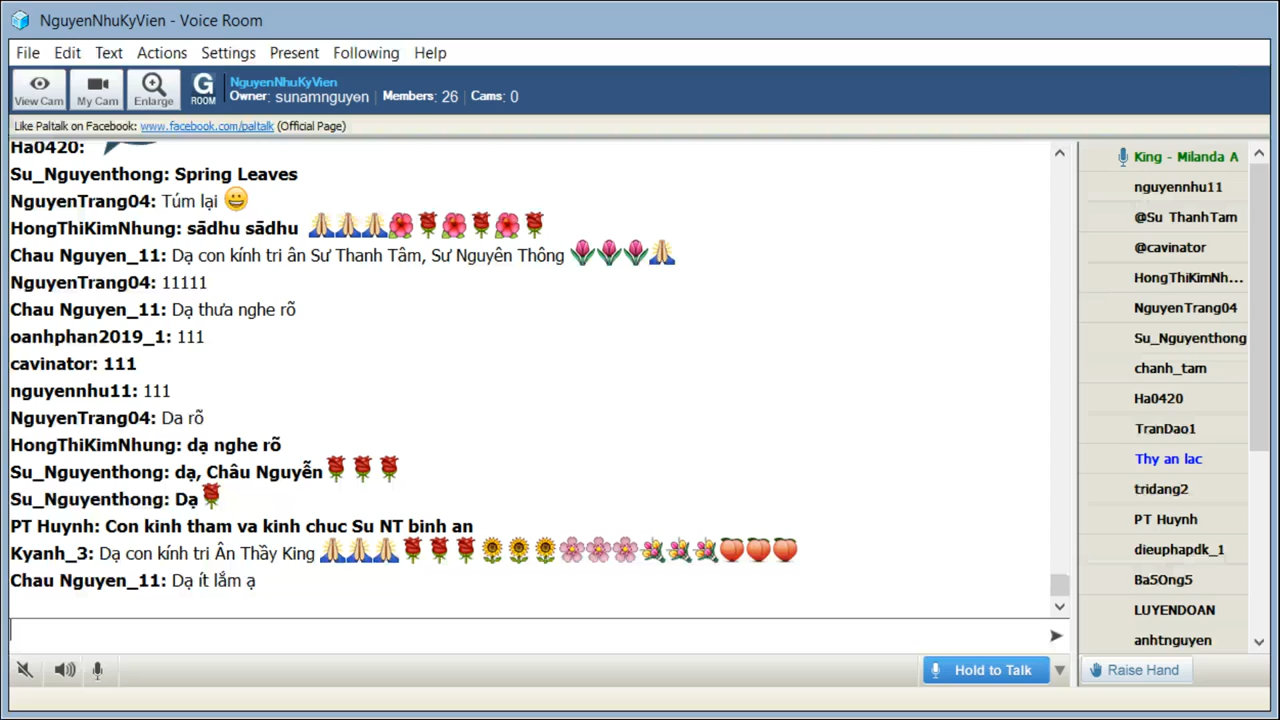 NguyenNhuKyVien - Voice Room
File Edit Text Actions Settings Present Following Help
View Cam
My Cam
Enlarge
G ROOM
NguyenNhuKyVien
Owner: sunamnguyen | Members: 26 | Cams: 0
Like Paltalk on Facebook: www.facebook.com/paltalk (Official Page)
Ha0420:
Su_Nguyenthong: Spring Leaves
NguyenTrang04: Túm lại 😀
HongThiKimNhung: sādhu sādhu 🙏🙏🙏🌺🌹🌺🌹🌺🌹
Chau Nguyen_11: Dạ con kính tri ân Sư Thanh Tâm, Sư Nguyên Thông 🌷🌷🌷🙏
NguyenTrang04: 11111
Chau Nguyen_11: Dạ thưa nghe rõ
oanhphan2019_1: 111
cavinator: 111
nguyennhu11: 111
NguyenTrang04: Da rõ
HongThiKimNhung: dạ nghe rõ
Su_Nguyenthong: dạ, Châu Nguyễn🌹🌹🌹
Su_Nguyenthong: Dạ🌹
PT Huynh: Con kinh tham va kinh chuc Su NT binh an
Kyanh_3: Dạ con kính tri Ân Thầy King 🙏🙏🙏🌹🌹🌹🌻🌻🌻🌸🌸🌸💐💐💐🍑🍑🍑
Chau Nguyen_11: Dạ ít lắm ạ
King - Milanda A
nguyennhu11
@Su ThanhTam
@cavinator
HongThiKimNh...
NguyenTrang04
Su_Nguyenthong
chanh_tam
Ha0420
TranDao1
Thy an lac
tridang2
PT Huynh
dieuphapdk_1
Ba5Ong5
LUYENDOAN
anhtnguyen
Hold to Talk
Raise Hand